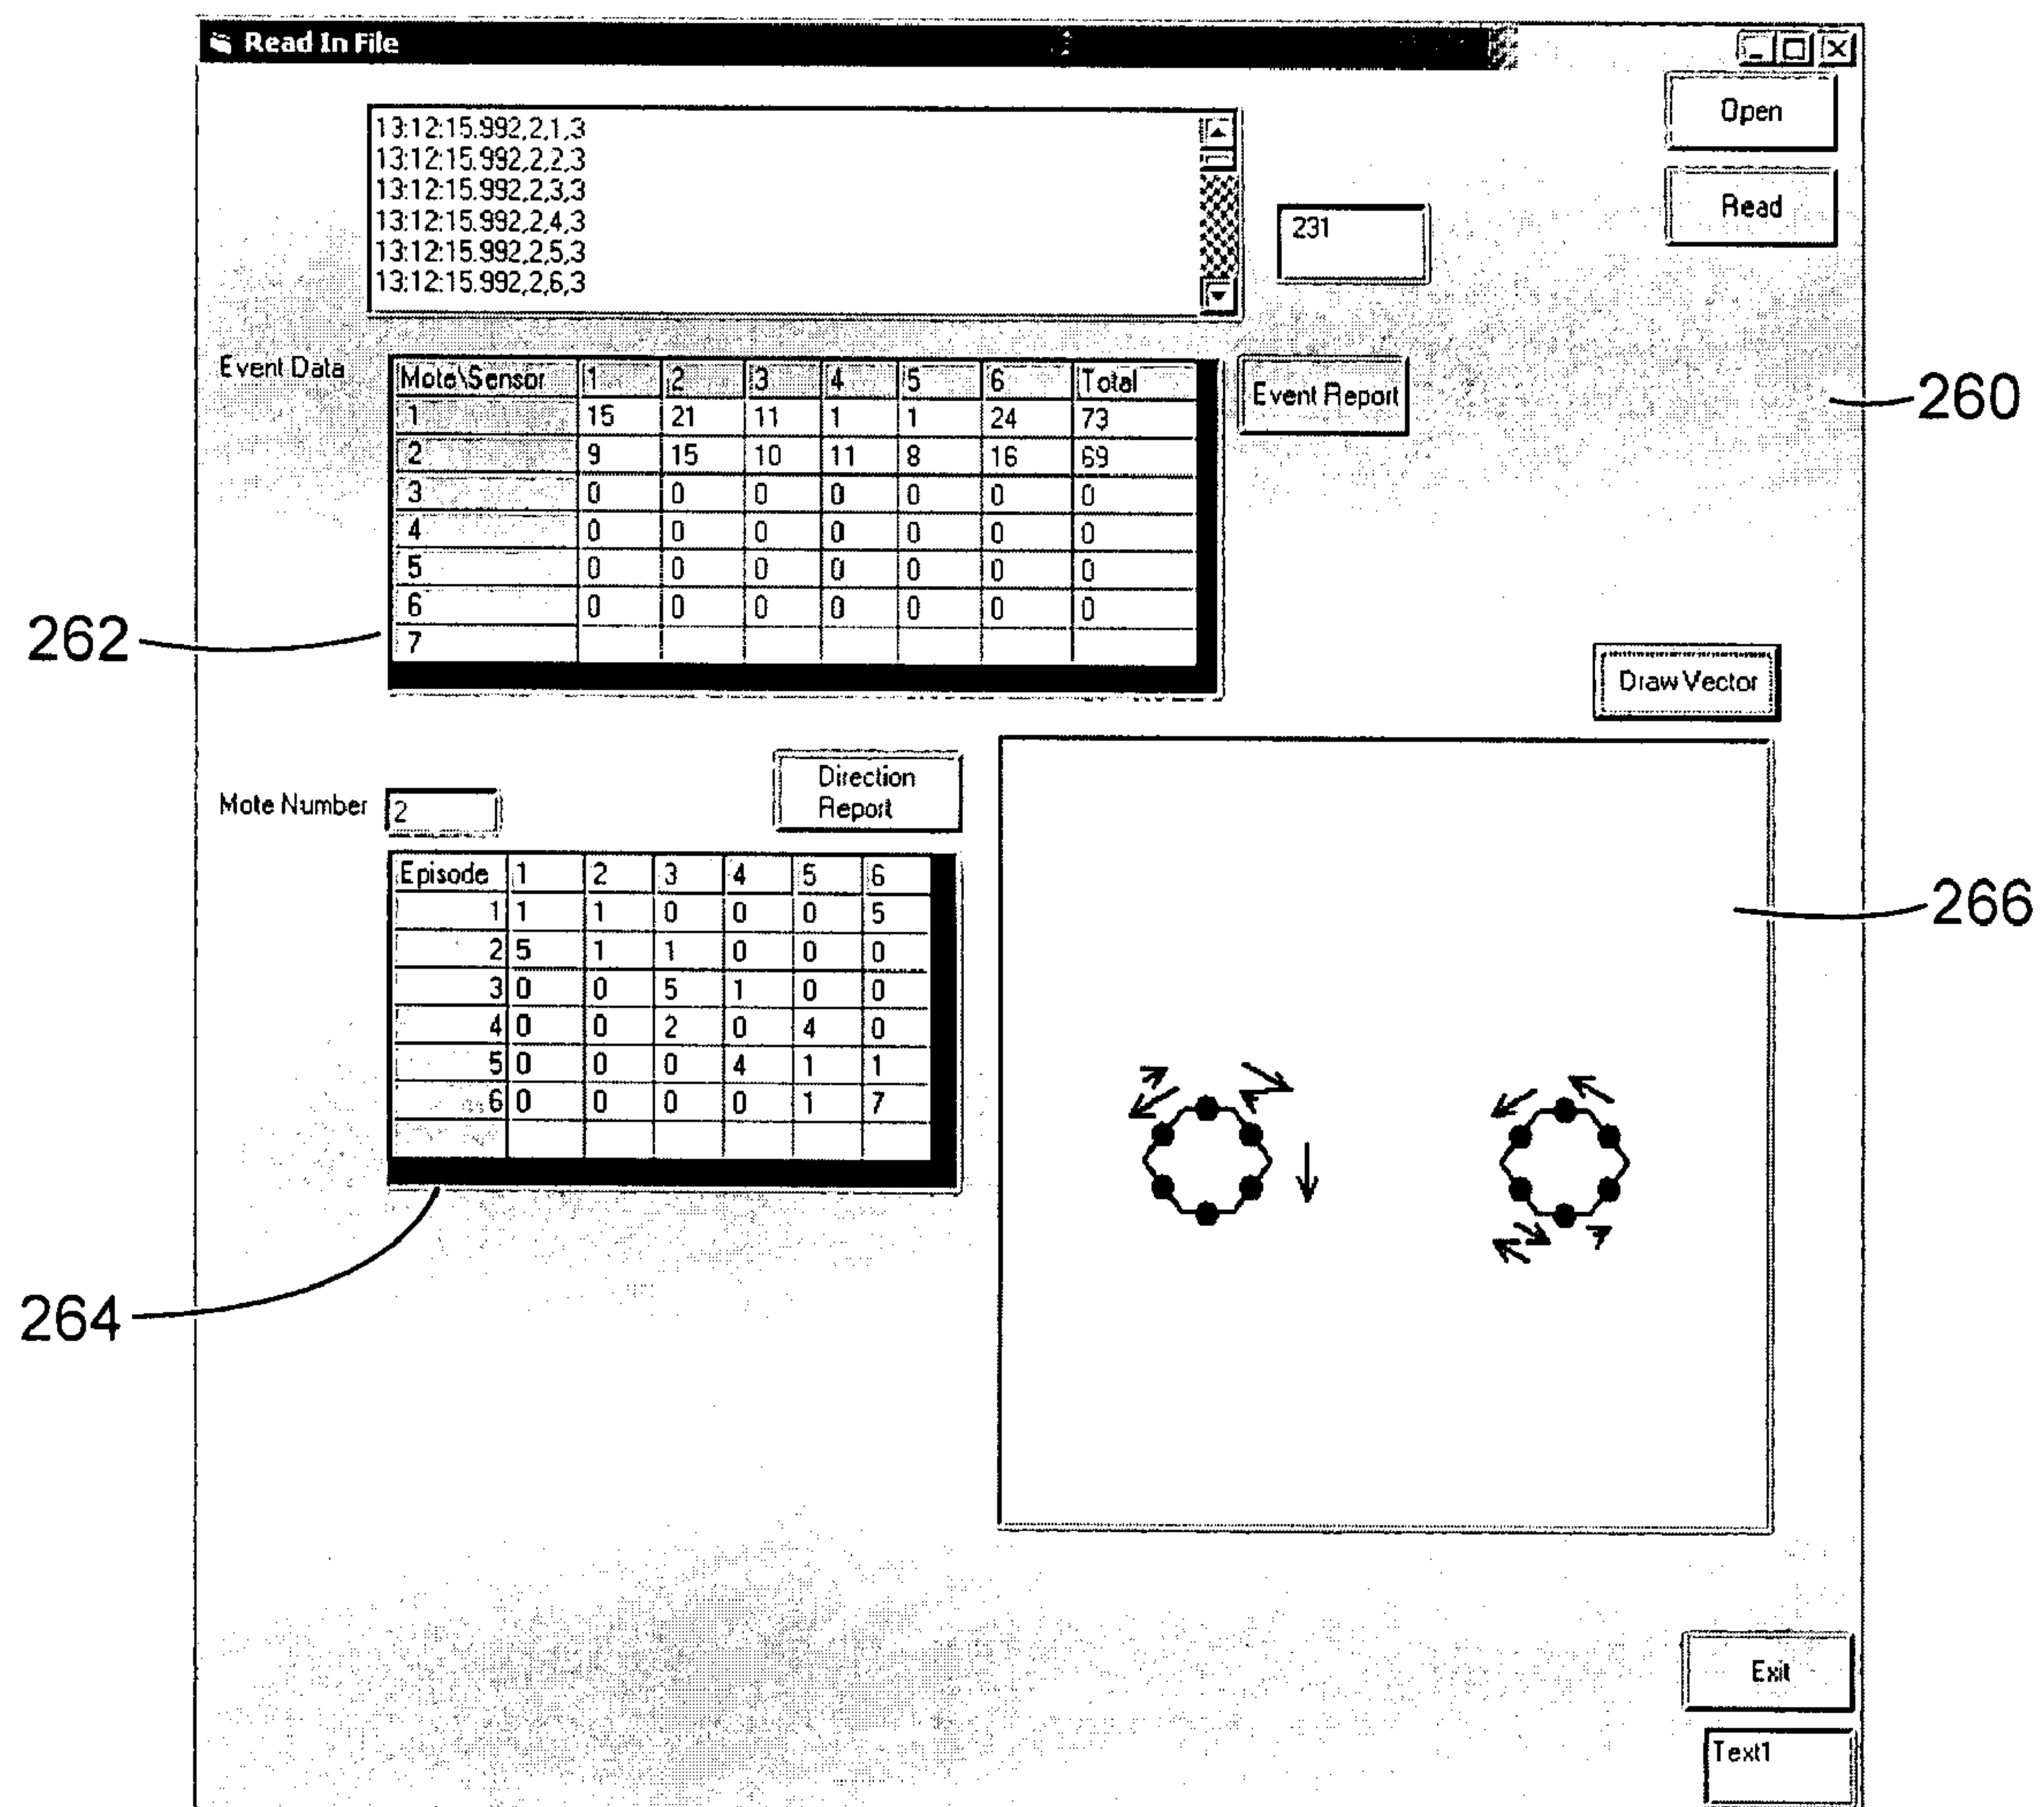 Read In File
Open
Read
13:12:15.992,2,1,3
13:12:15.992,2,2,3
13:12:15.992,2,3,3
13:12:15.992,2,4,3
13:12:15.992,2,5,3
13:12:15.992,2,6,3
231
Event Data
Mote\Sensor 1 2 3 4 5 6 Total
1 15 21 11 1 1 24 73
2 9 15 10 11 8 16 69
3 0 0 0 0 0 0 0
4 0 0 0 0 0 0 0
5 0 0 0 0 0 0 0
6 0 0 0 0 0 0 0
7
Event Report
260
262
Draw Vector
Mote Number 2
Direction
Report
Episode 1 2 3 4 5 6
1 1 1 0 0 0 5
2 5 1 1 0 0 0
3 0 0 5 1 0 0
4 0 0 2 0 4 0
5 0 0 0 4 1 1
6 0 0 0 0 1 7
266
264
Exit
Text1